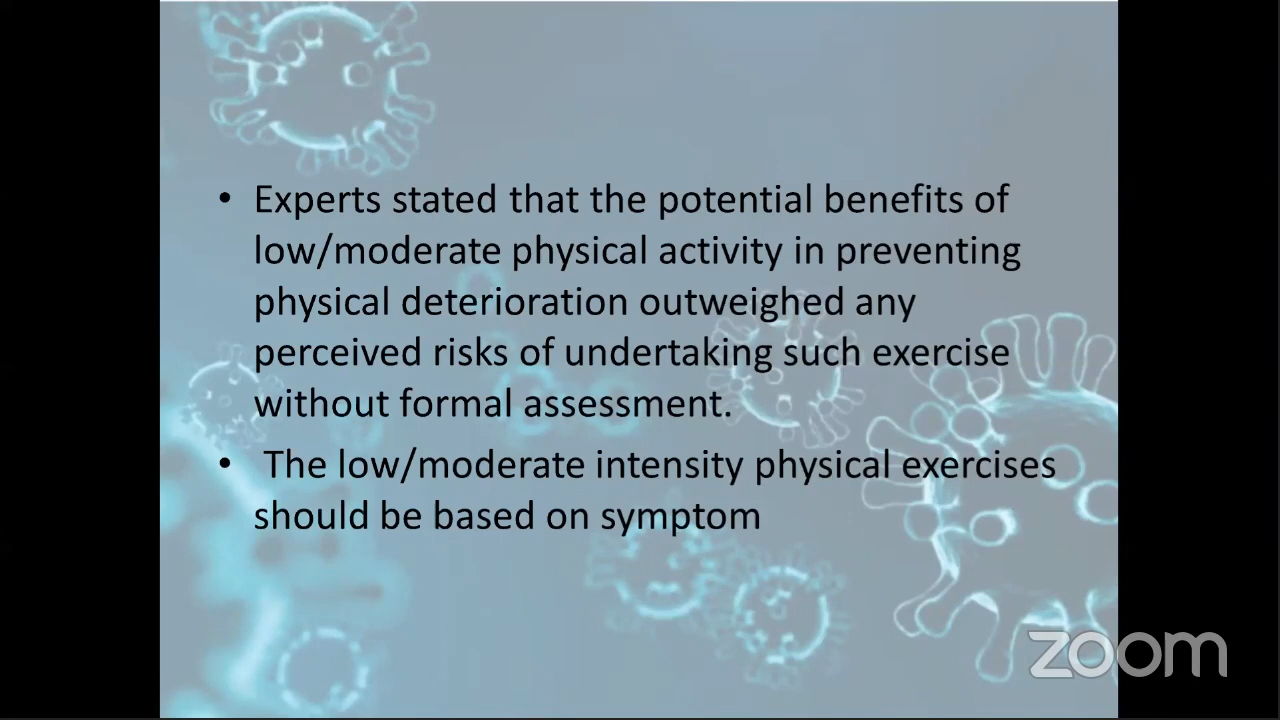 • Experts stated that the potential benefits of
low/moderate physical activity in preventing
physical deterioration outweighed any
perceived risks of undertaking such exercise
without formal assessment.
• The low/moderate intensity physical exercises
should be based on symptom
zoom